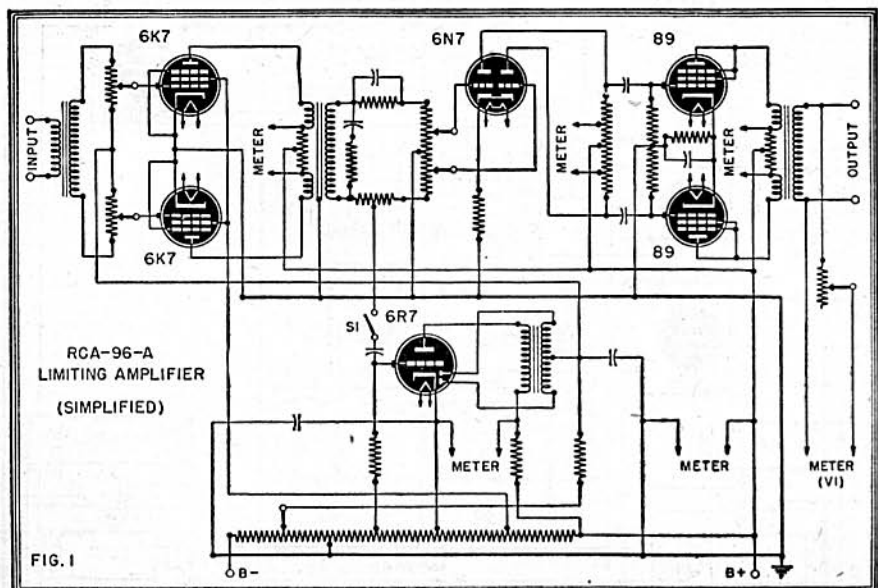 6K7
6N7
89
INPUT
METER
METER
METER
OUTPUT
6K7
89
S1
6R7
RCA-96-A
LIMITING AMPLIFIER
(SIMPLIFIED)
METER
METER
METER
(VI)
FIG. 1
B-
B+